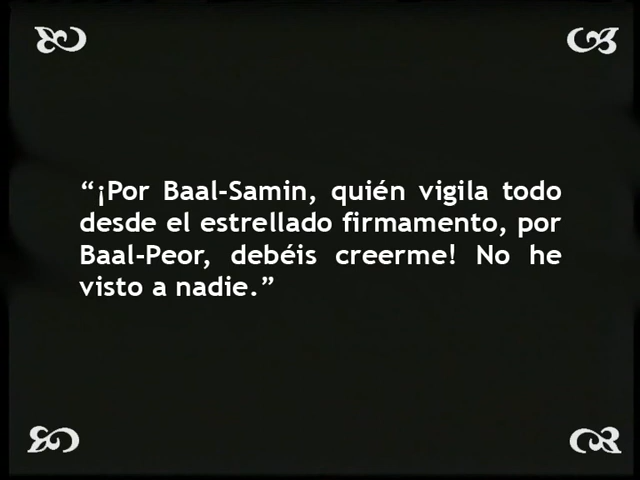 “¡Por Baal-Samin, quién vigila todo
desde el estrellado firmamento, por
Baal-Peor, debéis creerme! No he
visto a nadie.”